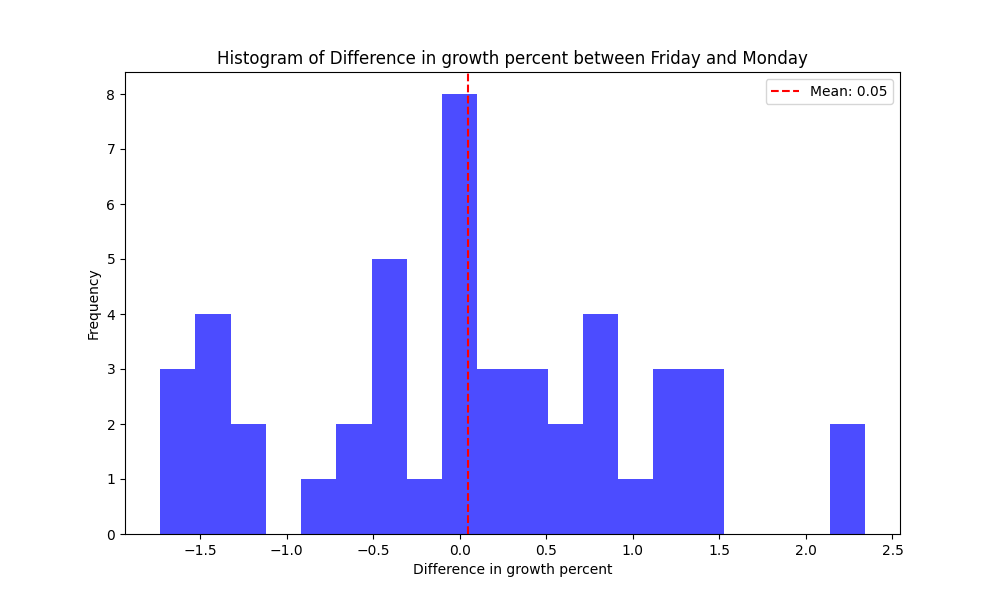 Histogram of Difference in growth percent between Friday and Monday
Mean: 0.05
Frequency
8
7
6
5
4
3
2
1
0
−1.5 −1.0 −0.5 0.0 0.5 1.0 1.5 2.0 2.5
Difference in growth percent